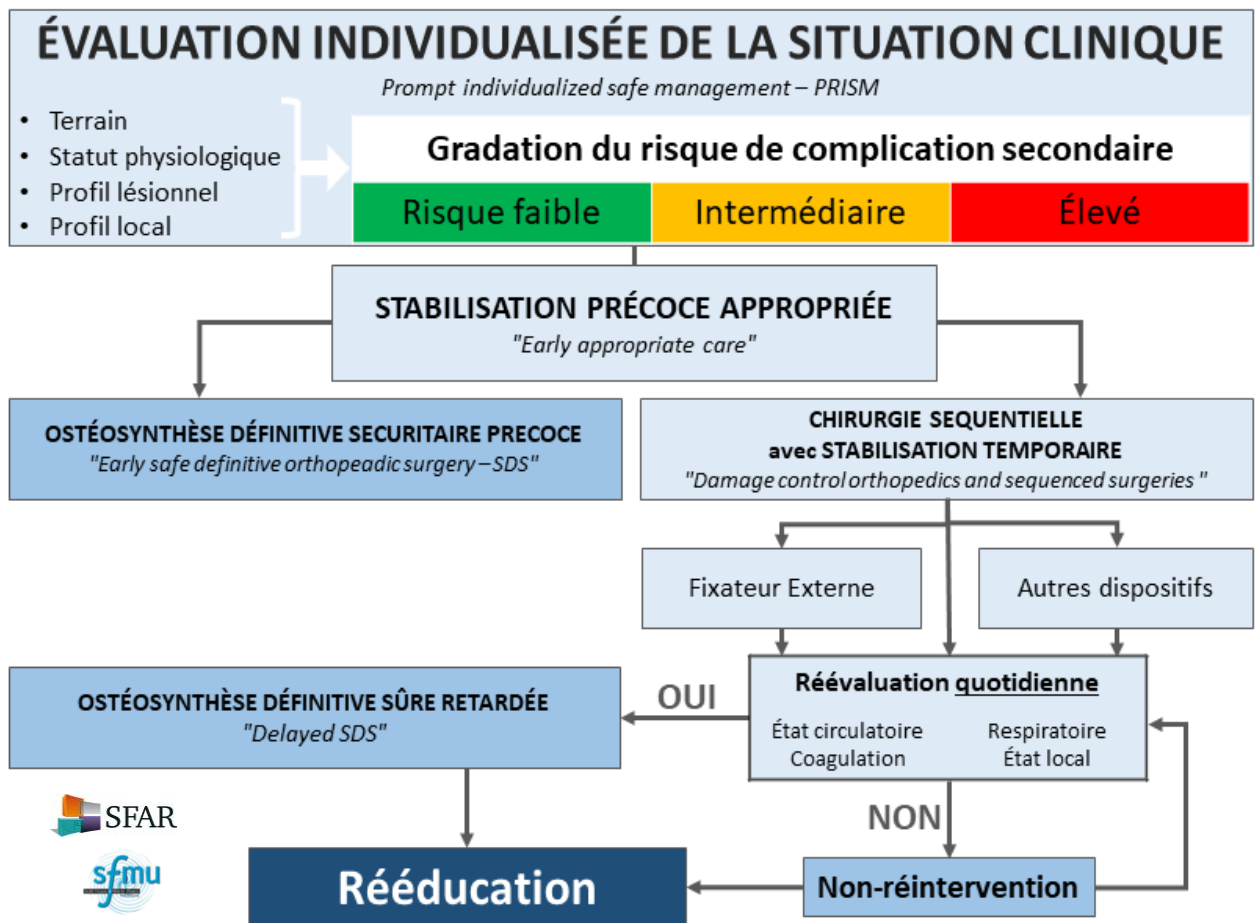 ÉVALUATION INDIVIDUALISÉE DE LA SITUATION CLINIQUE
Prompt individualized safe management – PRISM
• Terrain
• Statut physiologique
• Profil lésionnel
• Profil local
Gradation du risque de complication secondaire
Risque faible
Intermédiaire
Élevé
STABILISATION PRÉCOCE APPROPRIÉE
"Early appropriate care"
OSTÉOSYNTHÈSE DÉFINITIVE SECURITAIRE PRECOCE
"Early safe definitive orthopeadic surgery – SDS"
CHIRURGIE SEQUENTIELLE
avec STABILISATION TEMPORAIRE
"Damage control orthopedics and sequenced surgeries "
Fixateur Externe
Autres dispositifs
Réévaluation quotidienne
État circulatoire
Coagulation
Respiratoire
État local
OUI
OSTÉOSYNTHÈSE DÉFINITIVE SÛRE RETARDÉE
"Delayed SDS"
NON
Non-réintervention
Rééducation
SFAR
sfmu